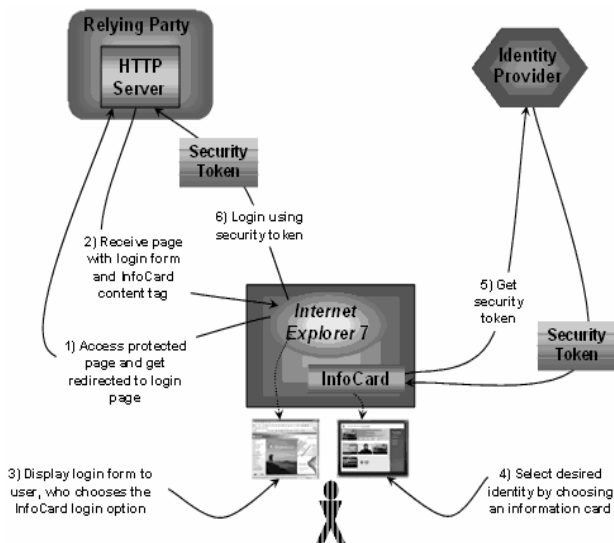 Relying Party
HTTP
Server
Identity
Provider
Security
Token
6) Login using
security token
2) Receive page
with login form
and InfoCard
content tag
5) Get
security
token
Internet
Explorer 7
1) Access protected
page and get
redirected to login
page
Security
Token
InfoCard
3) Display login form to
user, who chooses the
InfoCard login option
4) Select desired
identity by choosing
an information card